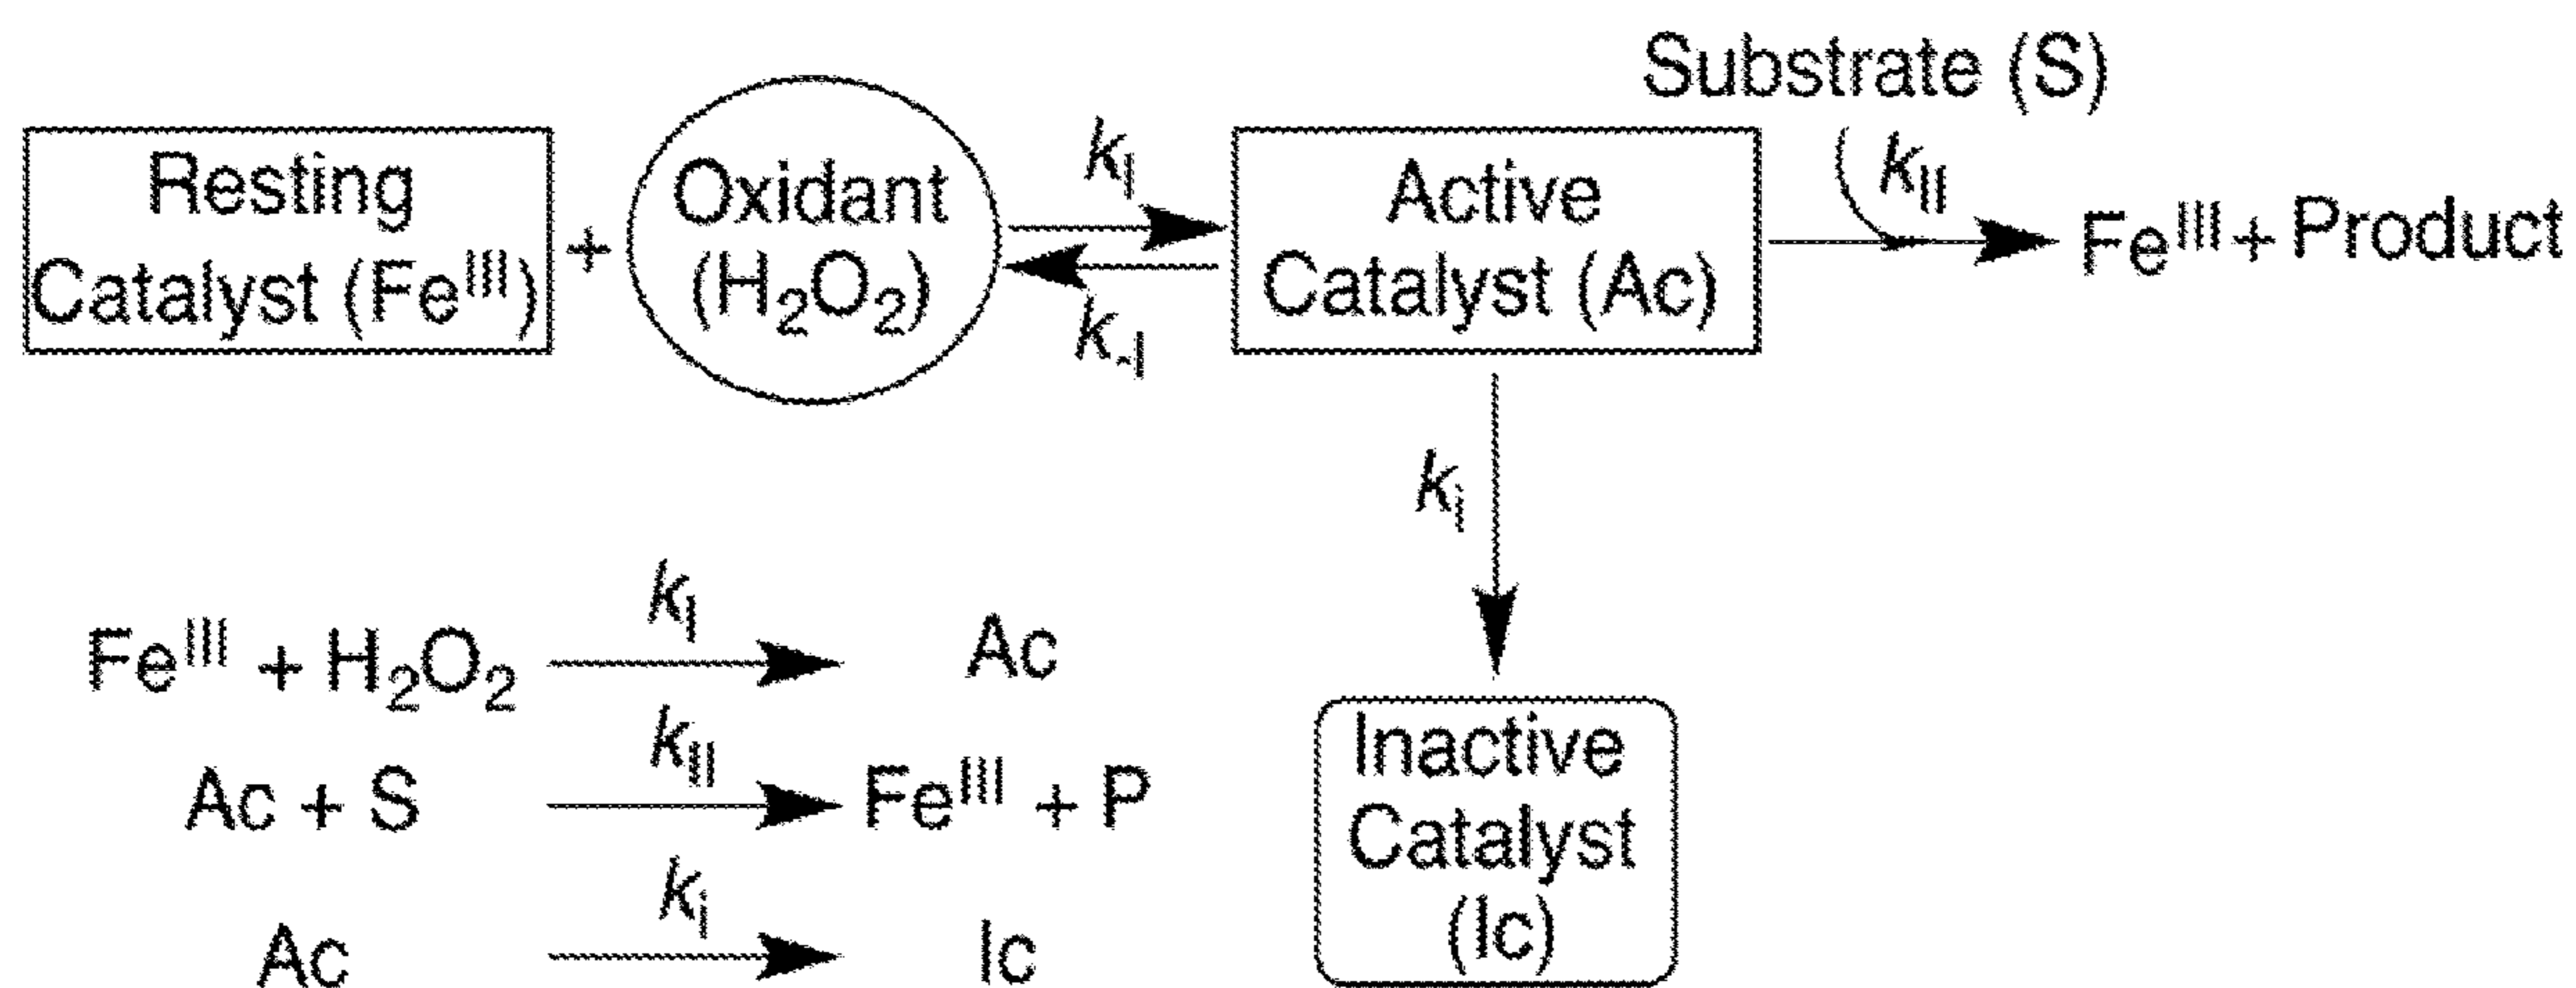 Substrate (S)
Resting
Catalyst (Fe^III)
+
Oxidant
(H₂O₂)
k_I
k_-I
Active
Catalyst (Ac)
k_II
Fe^III + Product
k_i
Inactive
Catalyst
(Ic)
Fe^III + H₂O₂ k_I Ac
Ac + S k_II Fe^III + P
Ac k_i Ic